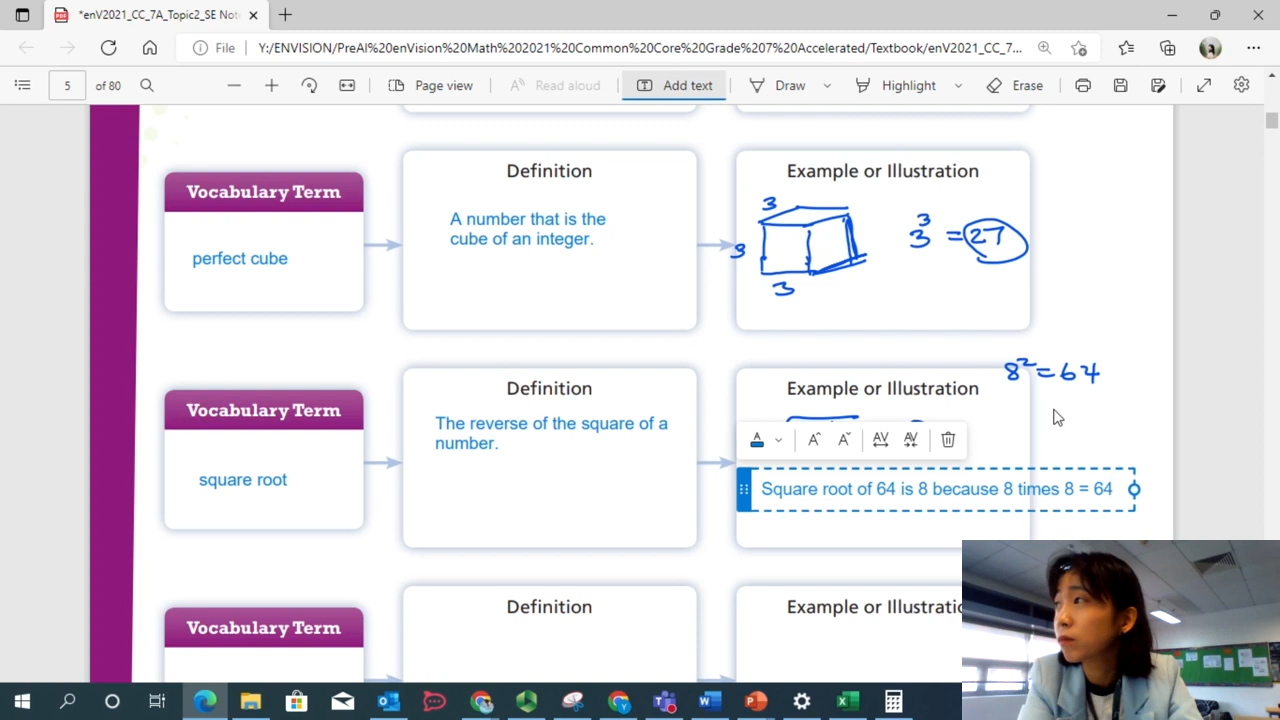 *enV2021_CC_7A_Topic2_SE Not
File
Y:/ENVISION/PreAI%20enVision%20Math%202021%20Common%20Core%20Grade%207%20Accelerated/Textbook/enV2021_CC_7...
5
of 80
Page view
Read aloud
Add text
Draw
Highlight
Erase
Vocabulary Term
perfect cube
Definition
A number that is the
cube of an integer.
Example or Illustration
3
3
3
3³ = 27
Vocabulary Term
square root
Definition
The reverse of the square of a
number.
Example or Illustration
8² = 64
Square root of 64 is 8 because 8 times 8 = 64
Vocabulary Term
Definition
Example or Illustratio